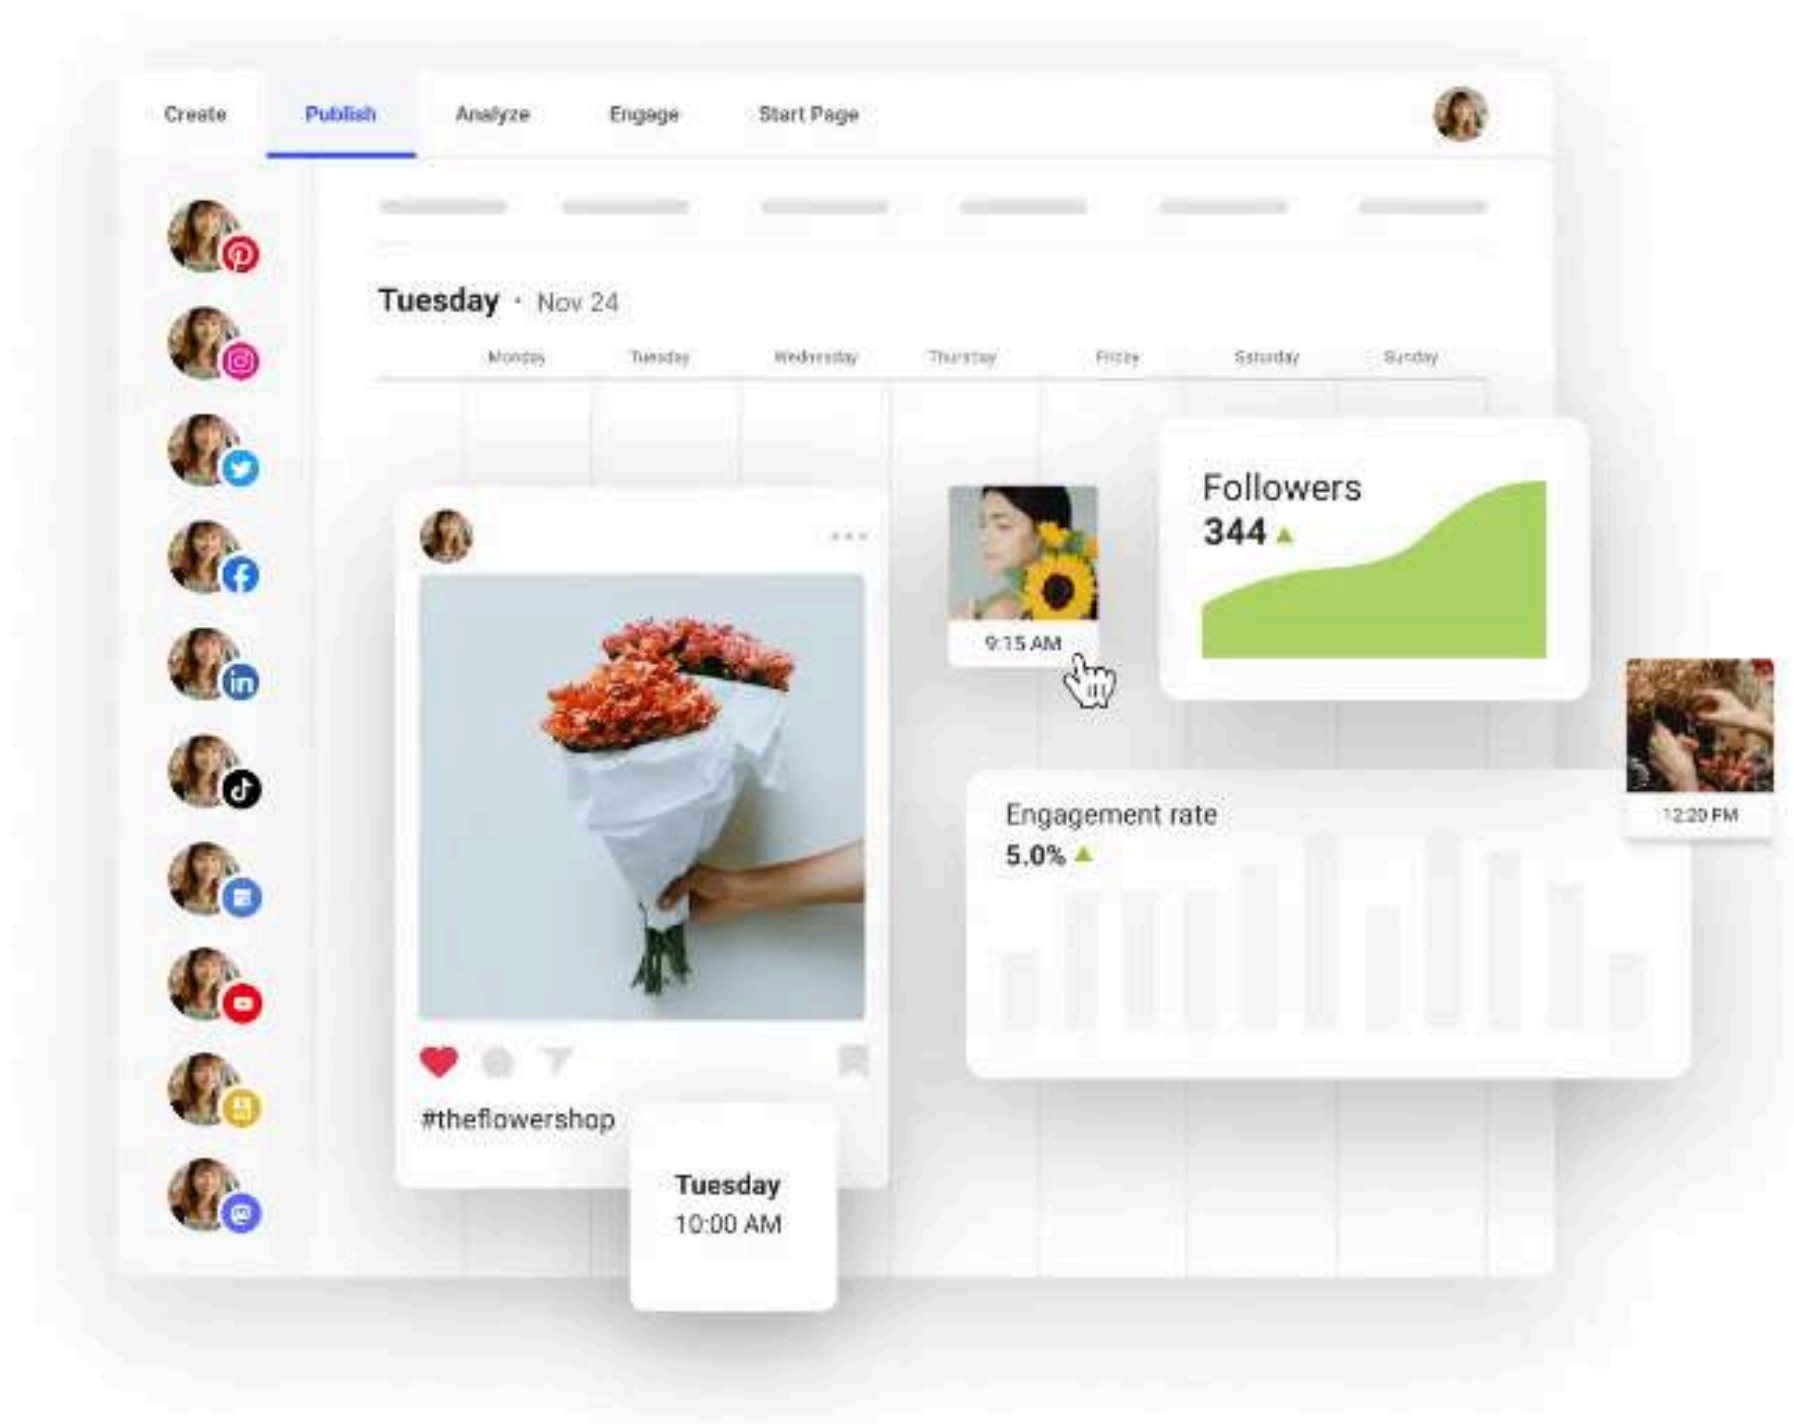 Create Publish Analyze Engage Start Page
Tuesday · Nov 24
Monday Tuesday Wednesday Thursday Friday Saturday Sunday
Followers
344
9:15 AM
Engagement rate
5.0%
12:20 PM
#theflowershop
Tuesday
10:00 AM